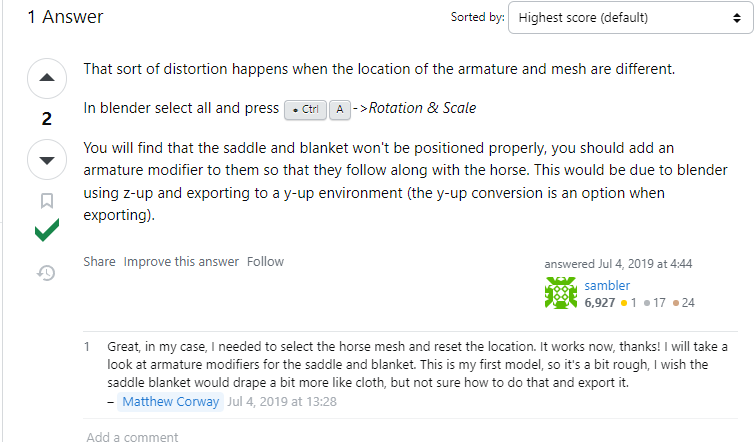 1 Answer
Sorted by: Highest score (default)
That sort of distortion happens when the location of the armature and mesh are different.
2
In blender select all and press • Ctrl A ->Rotation & Scale
You will find that the saddle and blanket won't be positioned properly, you should add an
armature modifier to them so that they follow along with the horse. This would be due to blender
using z-up and exporting to a y-up environment (the y-up conversion is an option when
exporting).
Share Improve this answer Follow
answered Jul 4, 2019 at 4:44
sambler
6,927 ● 1 ● 17 ● 24
1 Great, in my case, I needed to select the horse mesh and reset the location. It works now, thanks! I will take a
look at armature modifiers for the saddle and blanket. This is my first model, so it's a bit rough, I wish the
saddle blanket would drape a bit more like cloth, but not sure how to do that and export it.
– Matthew Corway Jul 4, 2019 at 13:28
Add a comment